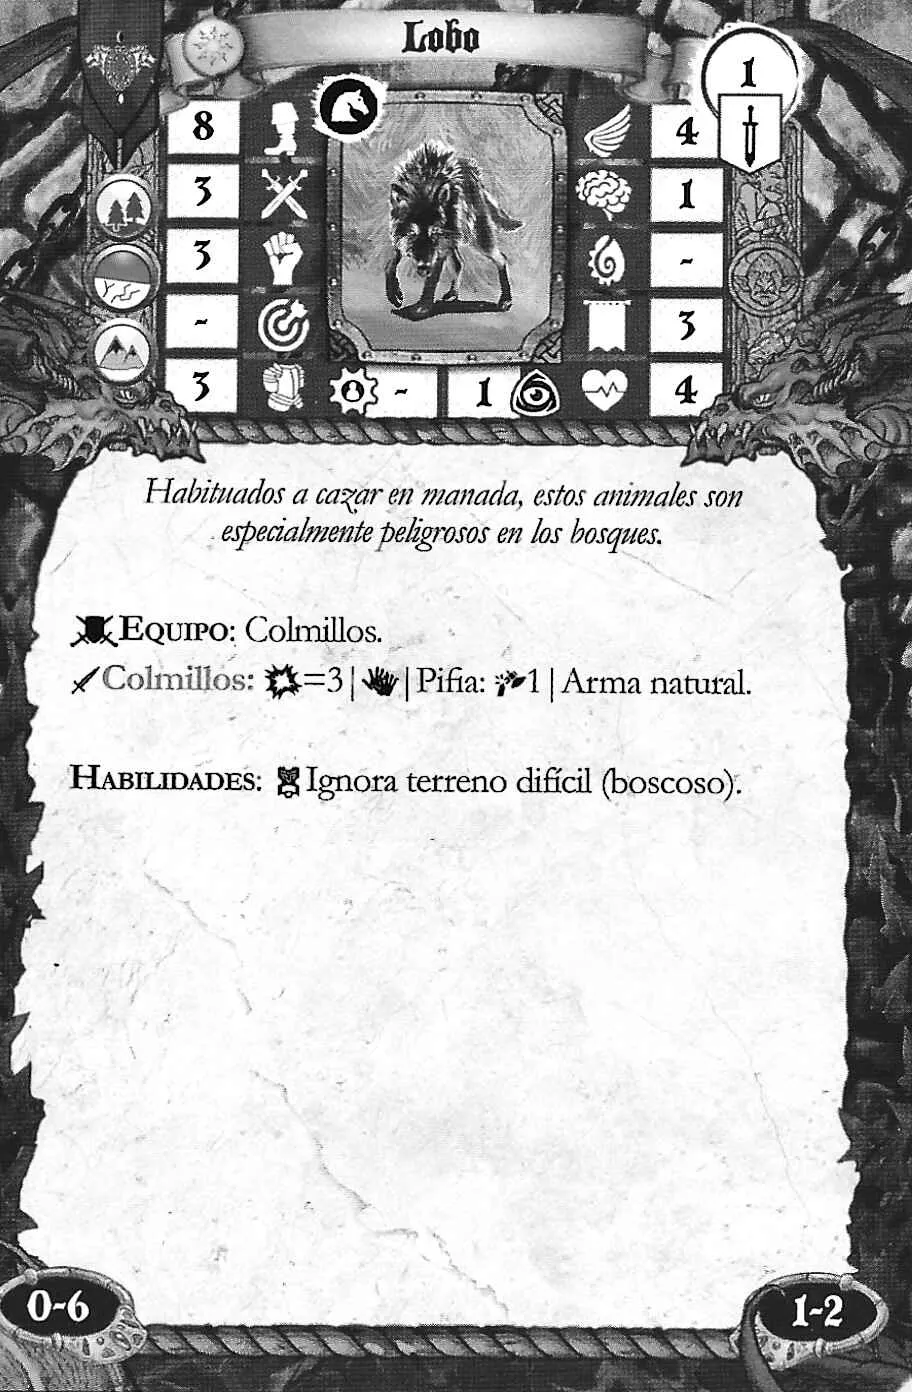 Lobo
1
8
4
3
1
3
-
-
3
3
-
1
4
Habituados a cazar en manada, estos animales son
especialmente peligrosos en los bosques.
EQUIPO: Colmillos.
Colmillos: =3 | | Pifia: 1 | Arma natural.
HABILIDADES: Ignora terreno difícil (boscoso).
0-6
1-2